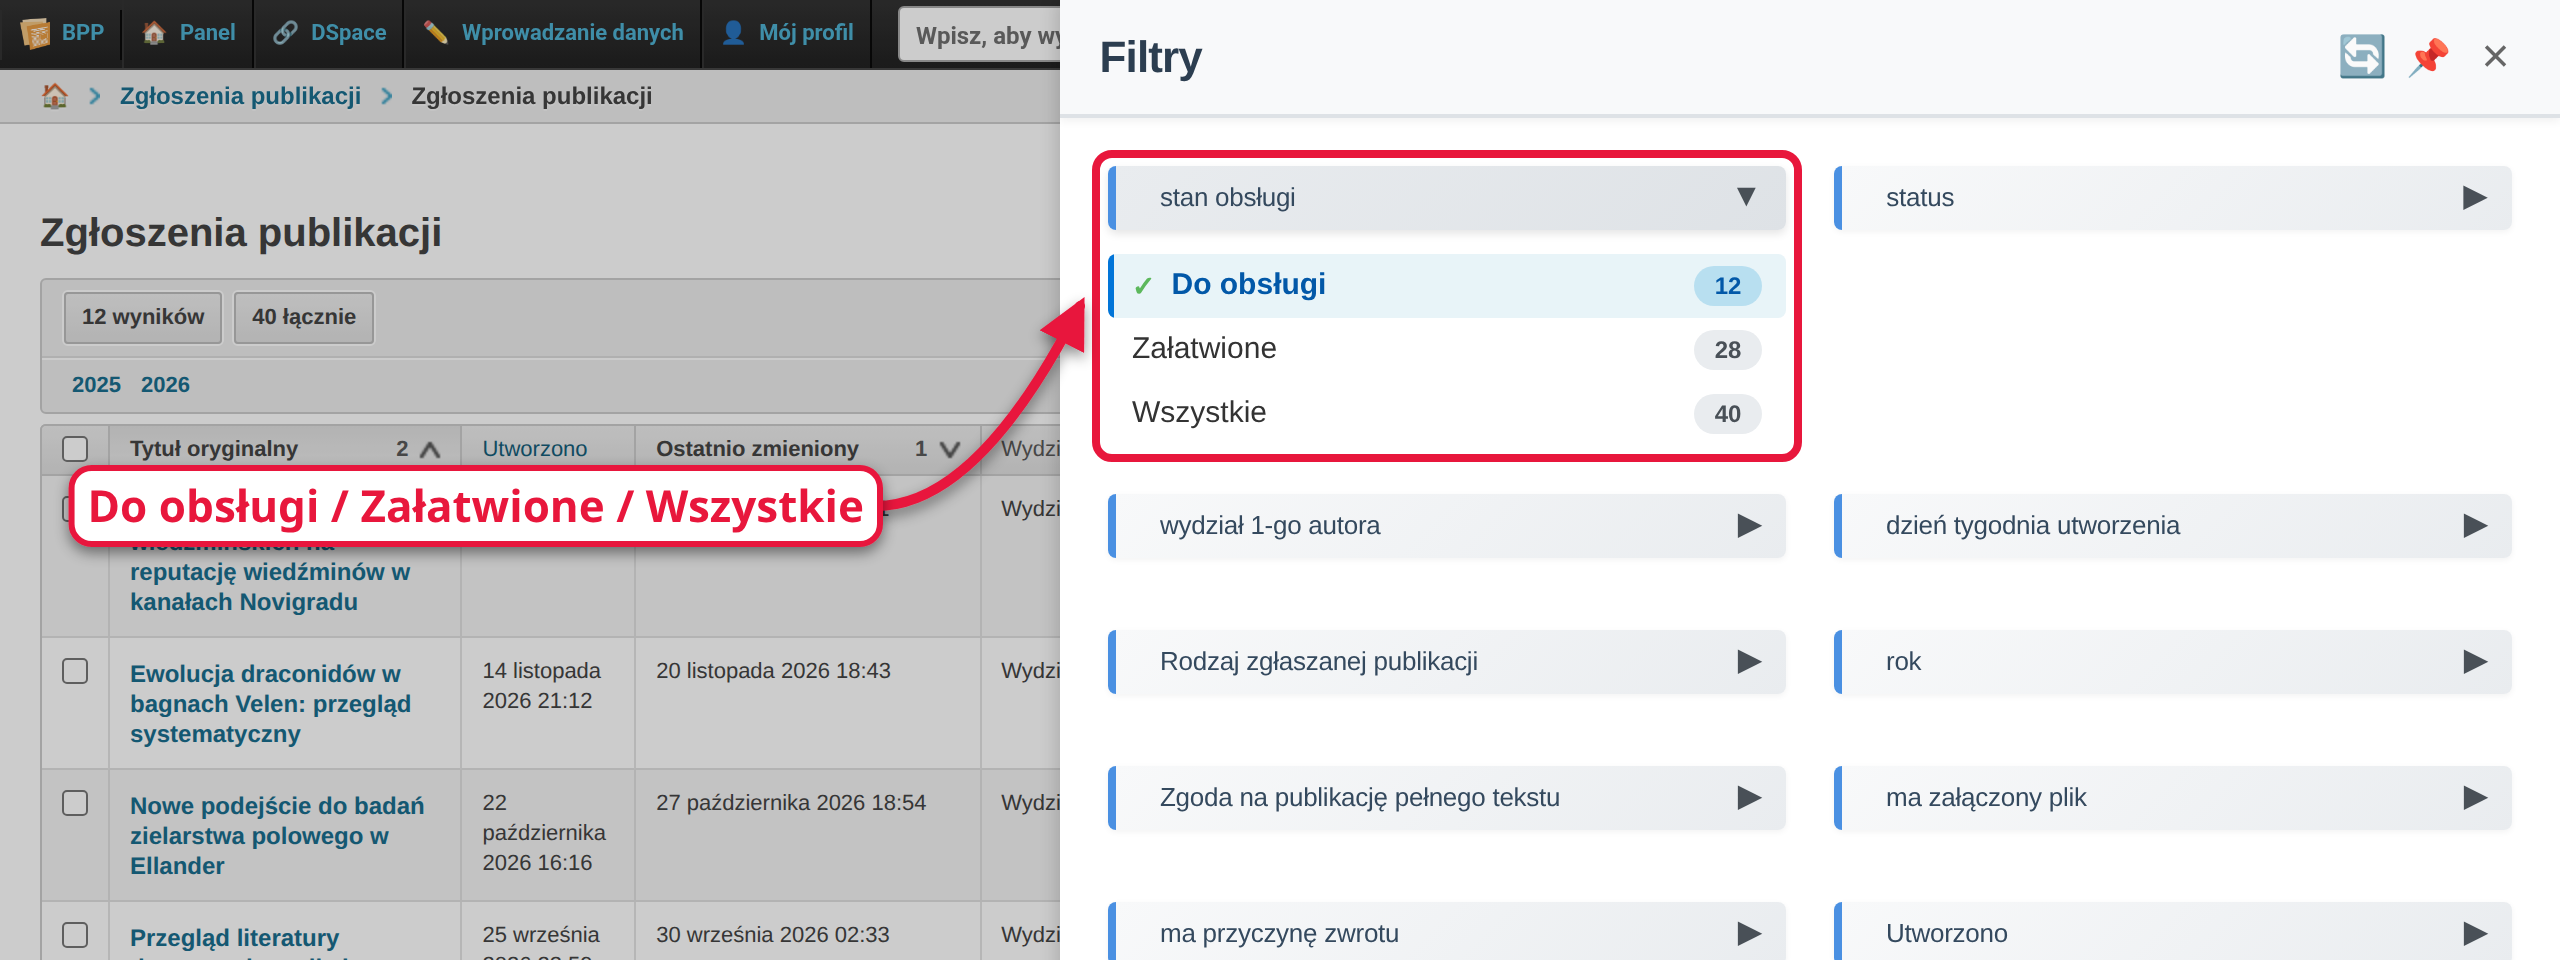 BPP
Panel
DSpace
Wprowadzanie danych
Mój profil
Wpisz, aby
Zgłoszenia publikacji
Zgłoszenia publikacji
Zgłoszenia publikacji
12 wyników
40 łącznie
2025 2026
Tytuł oryginalny 2
Utworzono
Ostatnio zmieniony 1
Do obsługi / Załatwione / Wszystkie
reputację wiedźminów w
kanałach Novigradu
Ewolucja draconidów w
bagnach Velen: przegląd
systematyczny
14 listopada
2026 21:12
20 listopada 2026 18:43
Nowe podejście do badań
zielarstwa polowego w
Ellander
22
października
2026 16:16
27 października 2026 18:54
Przegląd literatury
25 września
30 września 2026 02:33
Filtry
stan obsługi
✓ Do obsługi 12
Załatwione 28
Wszystkie 40
status
wydział 1-go autora
dzień tygodnia utworzenia
Rodzaj zgłaszanej publikacji
rok
Zgoda na publikację pełnego tekstu
ma załączony plik
ma przyczynę zwrotu
Utworzono